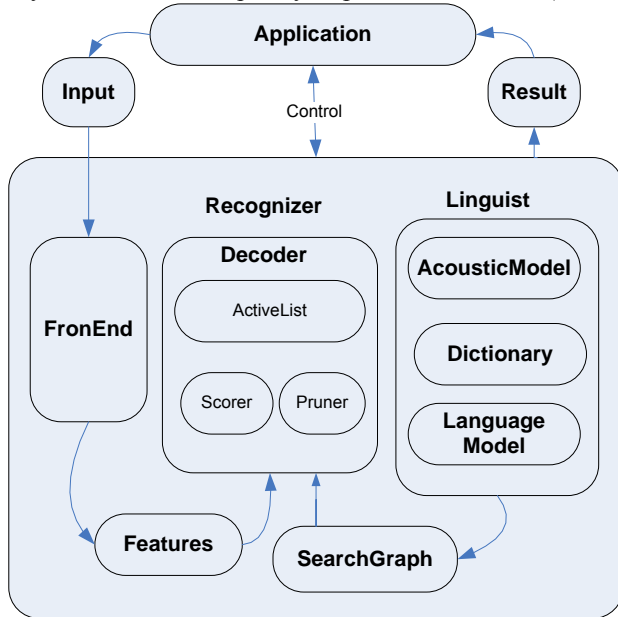 Application
Input
Result
Control
Recognizer
Linguist
Decoder
AcousticModel
ActiveList
FronEnd
Dictionary
Scorer
Pruner
Language
Model
Features
SearchGraph